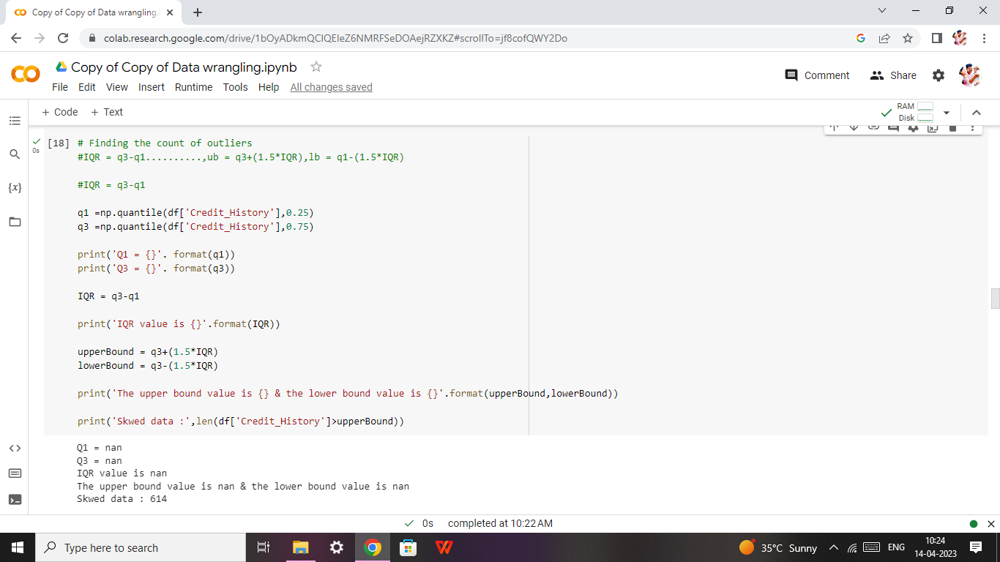 Copy of Copy of Data wrangling.
colab.research.google.com/drive/1bOyADkmQClQEIeZ6NMRFSeDOAejRZXKZ#scrollTo=jf8cofQWY2Do
Copy of Copy of Data wrangling.ipynb
Comment
Share
File Edit View Insert Runtime Tools Help All changes saved
+ Code + Text
RAM
Disk
[18] # Finding the count of outliers
0s
#IQR = q3-q1..........,ub = q3+(1.5*IQR),lb = q1-(1.5*IQR)
#IQR = q3-q1
{x}
q1 =np.quantile(df['Credit_History'],0.25)
q3 =np.quantile(df['Credit_History'],0.75)
print('Q1 = {}'. format(q1))
print('Q3 = {}'. format(q3))
IQR = q3-q1
print('IQR value is {}'.format(IQR))
upperBound = q3+(1.5*IQR)
lowerBound = q3-(1.5*IQR)
print('The upper bound value is {} & the lower bound value is {}'.format(upperBound,lowerBound))
print('Skwed data :',len(df['Credit_History']>upperBound))
Q1 = nan
Q3 = nan
IQR value is nan
The upper bound value is nan & the lower bound value is nan
Skwed data : 614
0s completed at 10:22 AM
Type here to search
35°C Sunny
ENG
10:24
14-04-2023